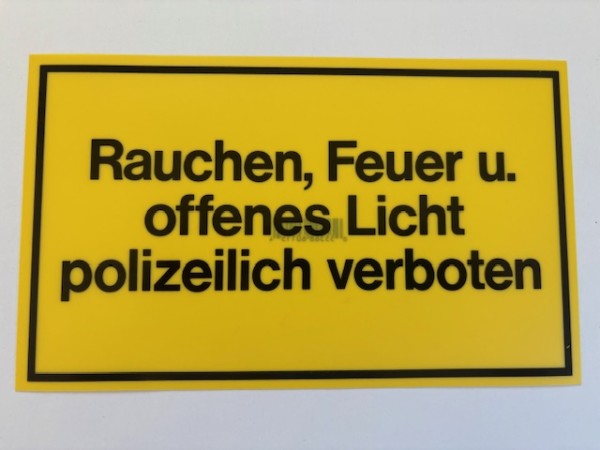 Rauchen, Feuer u.
offenes Licht
polizeilich verboten